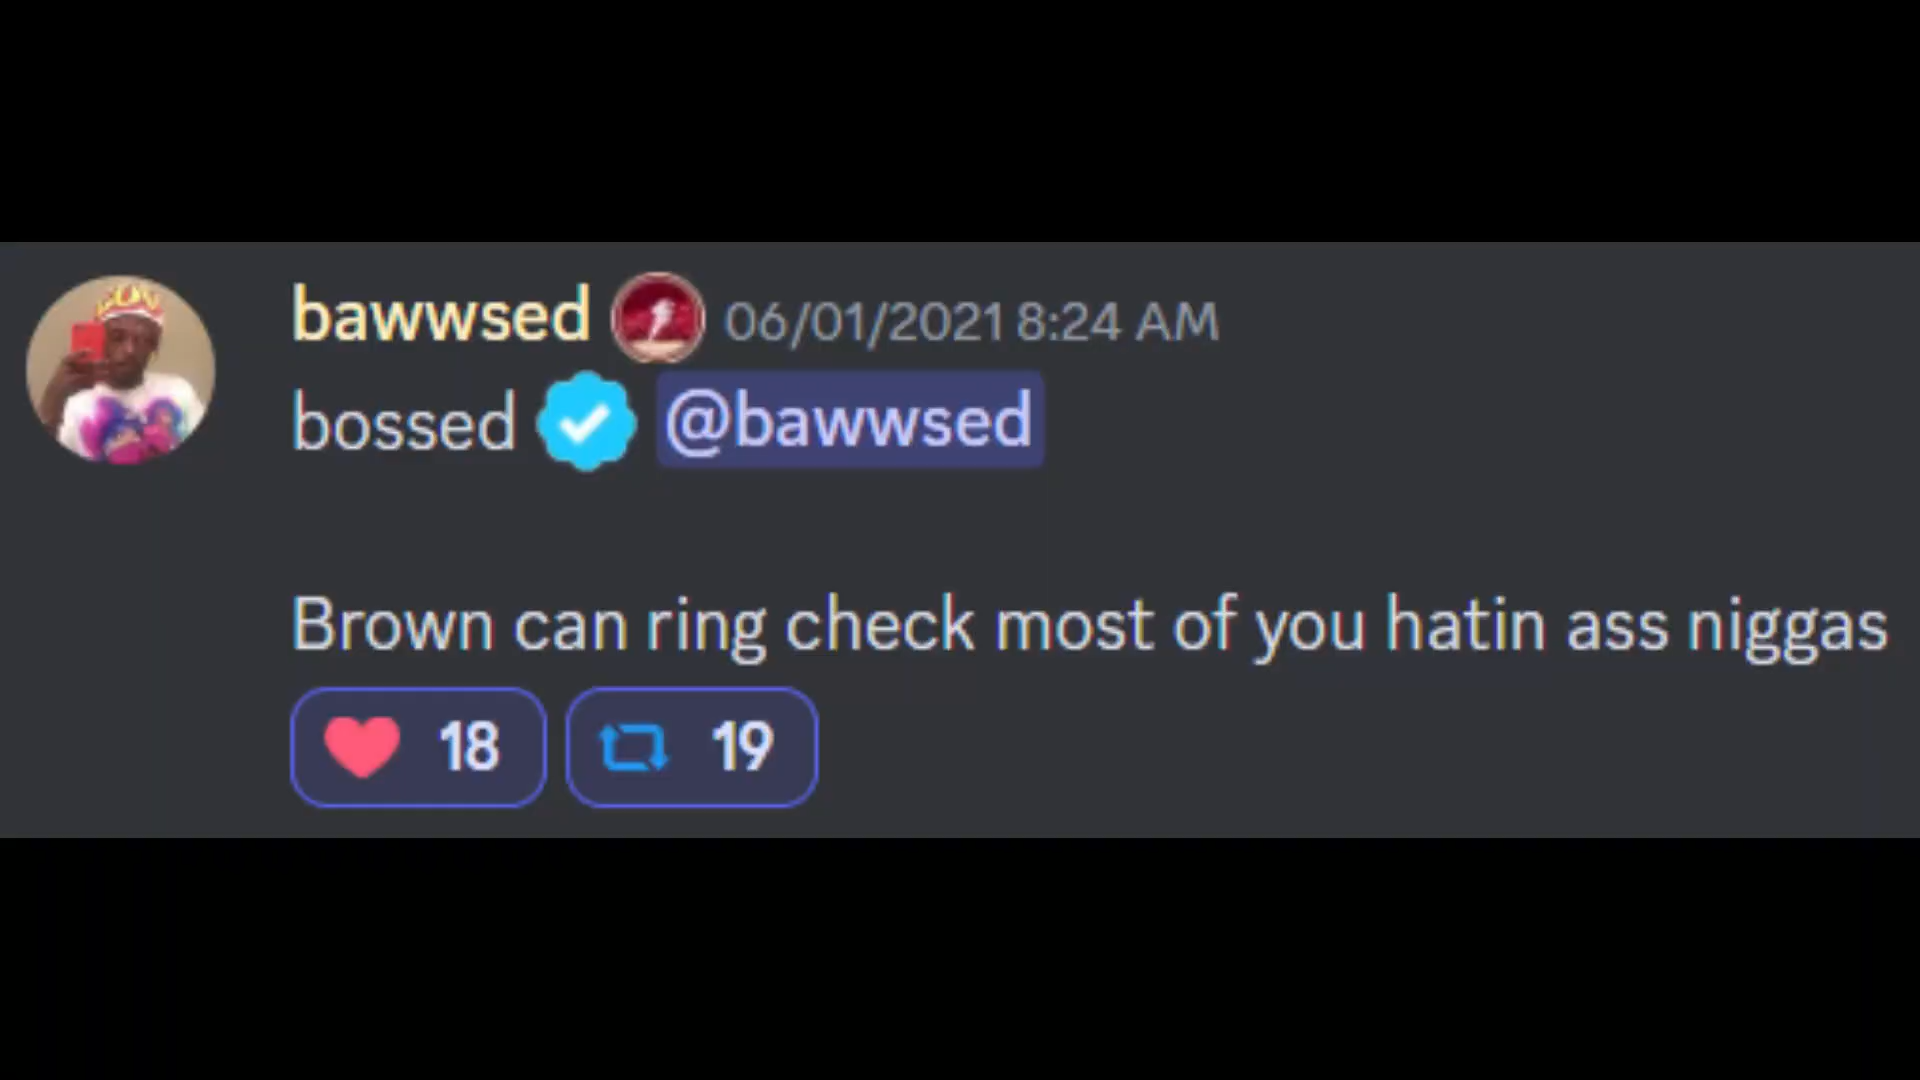 bawwsed 06/01/2021 8:24 AM
bossed @bawwsed
Brown can ring check most of you hatin ass niggas
18 19